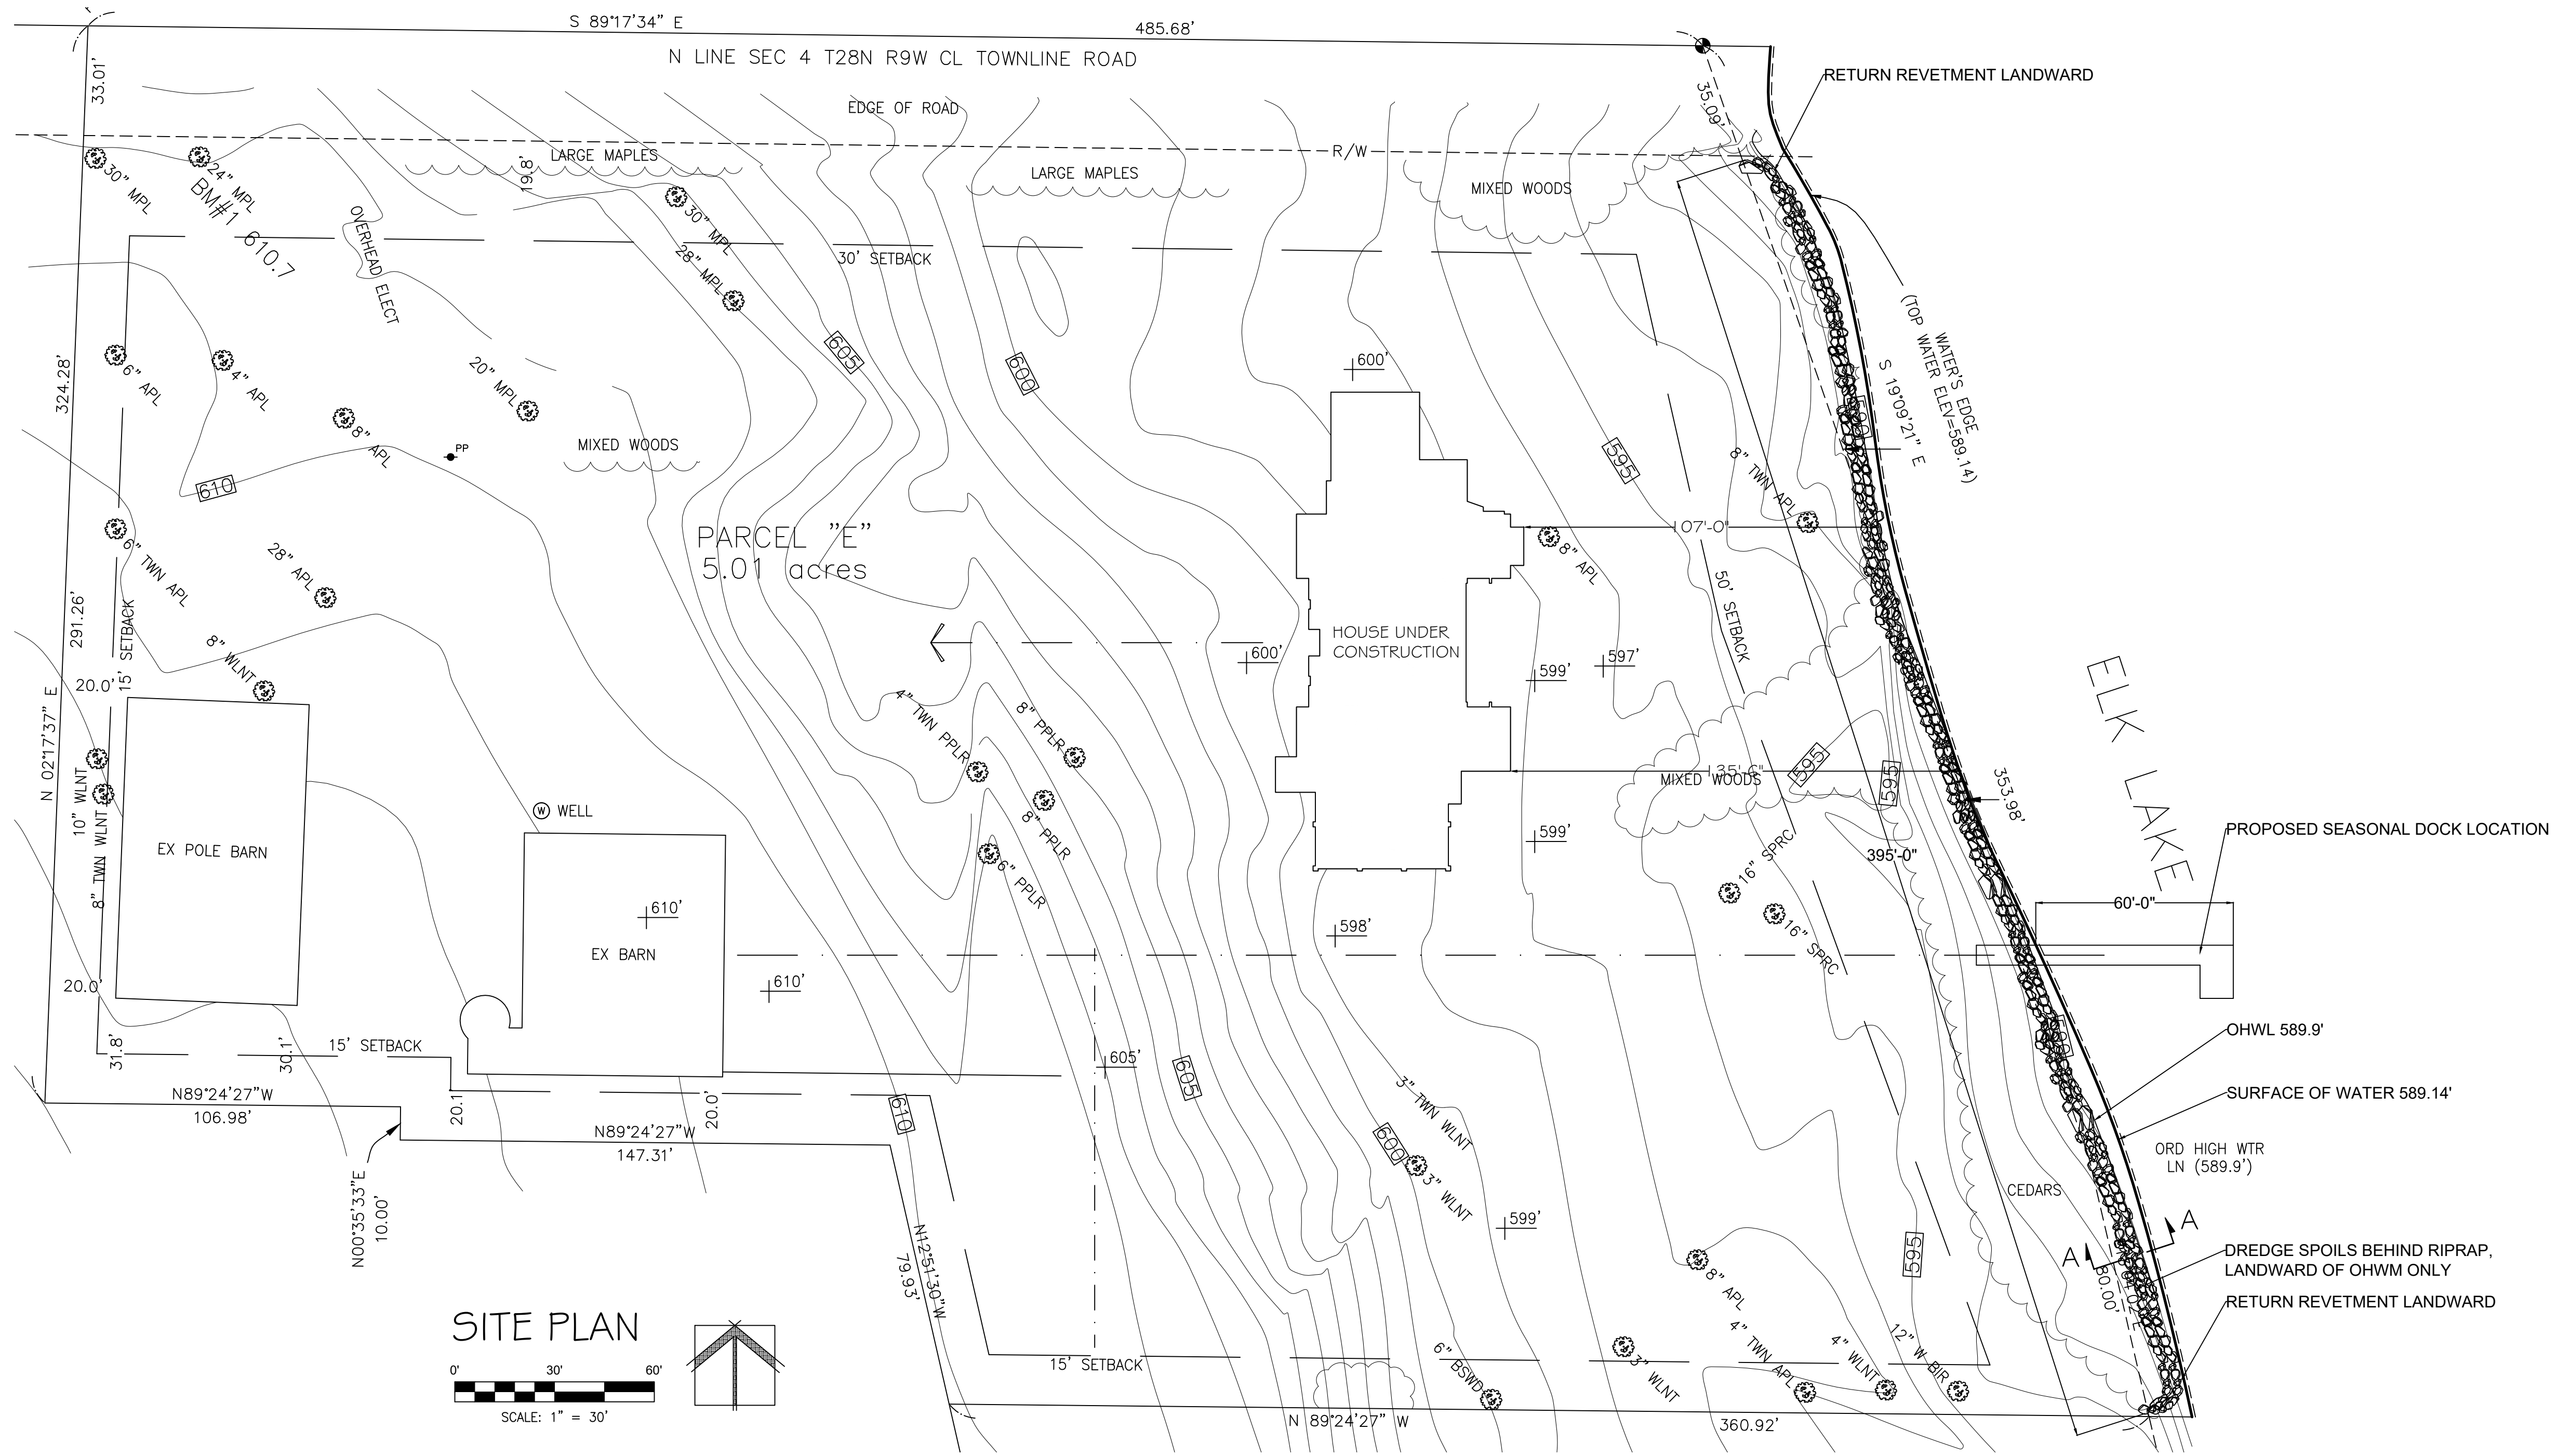 S 89°17'34" E
485.68'
N LINE SEC 4 T28N R9W CL TOWNLINE ROAD
RETURN REVETMENT LANDWARD
33.01'
35.09'
EDGE OF ROAD
R/W
LARGE MAPLES
LARGE MAPLES
MIXED WOODS
19.8'
30" MPL
24" MPL
BM#1 610.7
OVERHEAD ELECT
30" MPL
28" MPL
30' SETBACK
WATER'S EDGE
(TOP WATER ELEV=589.14)
S 19°09'21" E
324.28'
6" APL
4" APL
8" APL
20" MPL
PP
MIXED WOODS
605
600
600'
595
590
8" TWN APL
610
PARCEL "E"
5.01 acres
107'-0"
8" APL
6" TWN APL
28" APL
291.26'
15' SETBACK
8" WLNT
50' SETBACK
HOUSE UNDER
CONSTRUCTION
600'
599'
597'
ELK LAKE
20.0'
N 02°17'37" E
4" TWN PPLR
8" PPLR
8" PPLR
6" PPLR
10" WLNT
8" TWN WLNT
W
WELL
EX POLE BARN
135'-6"
MIXED WOODS
595
595
353.98'
599'
395'-0"
PROPOSED SEASONAL DOCK LOCATION
16" SPRC
16" SPRC
60'-0"
610'
EX BARN
598'
610'
20.0'
31.8'
30.1'
15' SETBACK
605'
605
590
OHWL 589.9'
SURFACE OF WATER 589.14'
N89°24'27"W
106.98'
20.1'
20.0'
610
N89°24'27"W
147.31'
3" TWN WLNT
600
3" WLNT
ORD HIGH WTR
LN (589.9')
CEDARS
N00°35'33"E
10.00'
N12°51'30"W
79.93'
599'
595
A
A
30.00'
DREDGE SPOILS BEHIND RIPRAP,
LANDWARD OF OHWM ONLY
RETURN REVETMENT LANDWARD
8" APL
SITE PLAN
0'
30'
60'
SCALE: 1" = 30'
15' SETBACK
6" BSWD
3" WLNT
4" TWN APL
4" WLNT
12" W BIR
N 89°24'27" W
360.92'